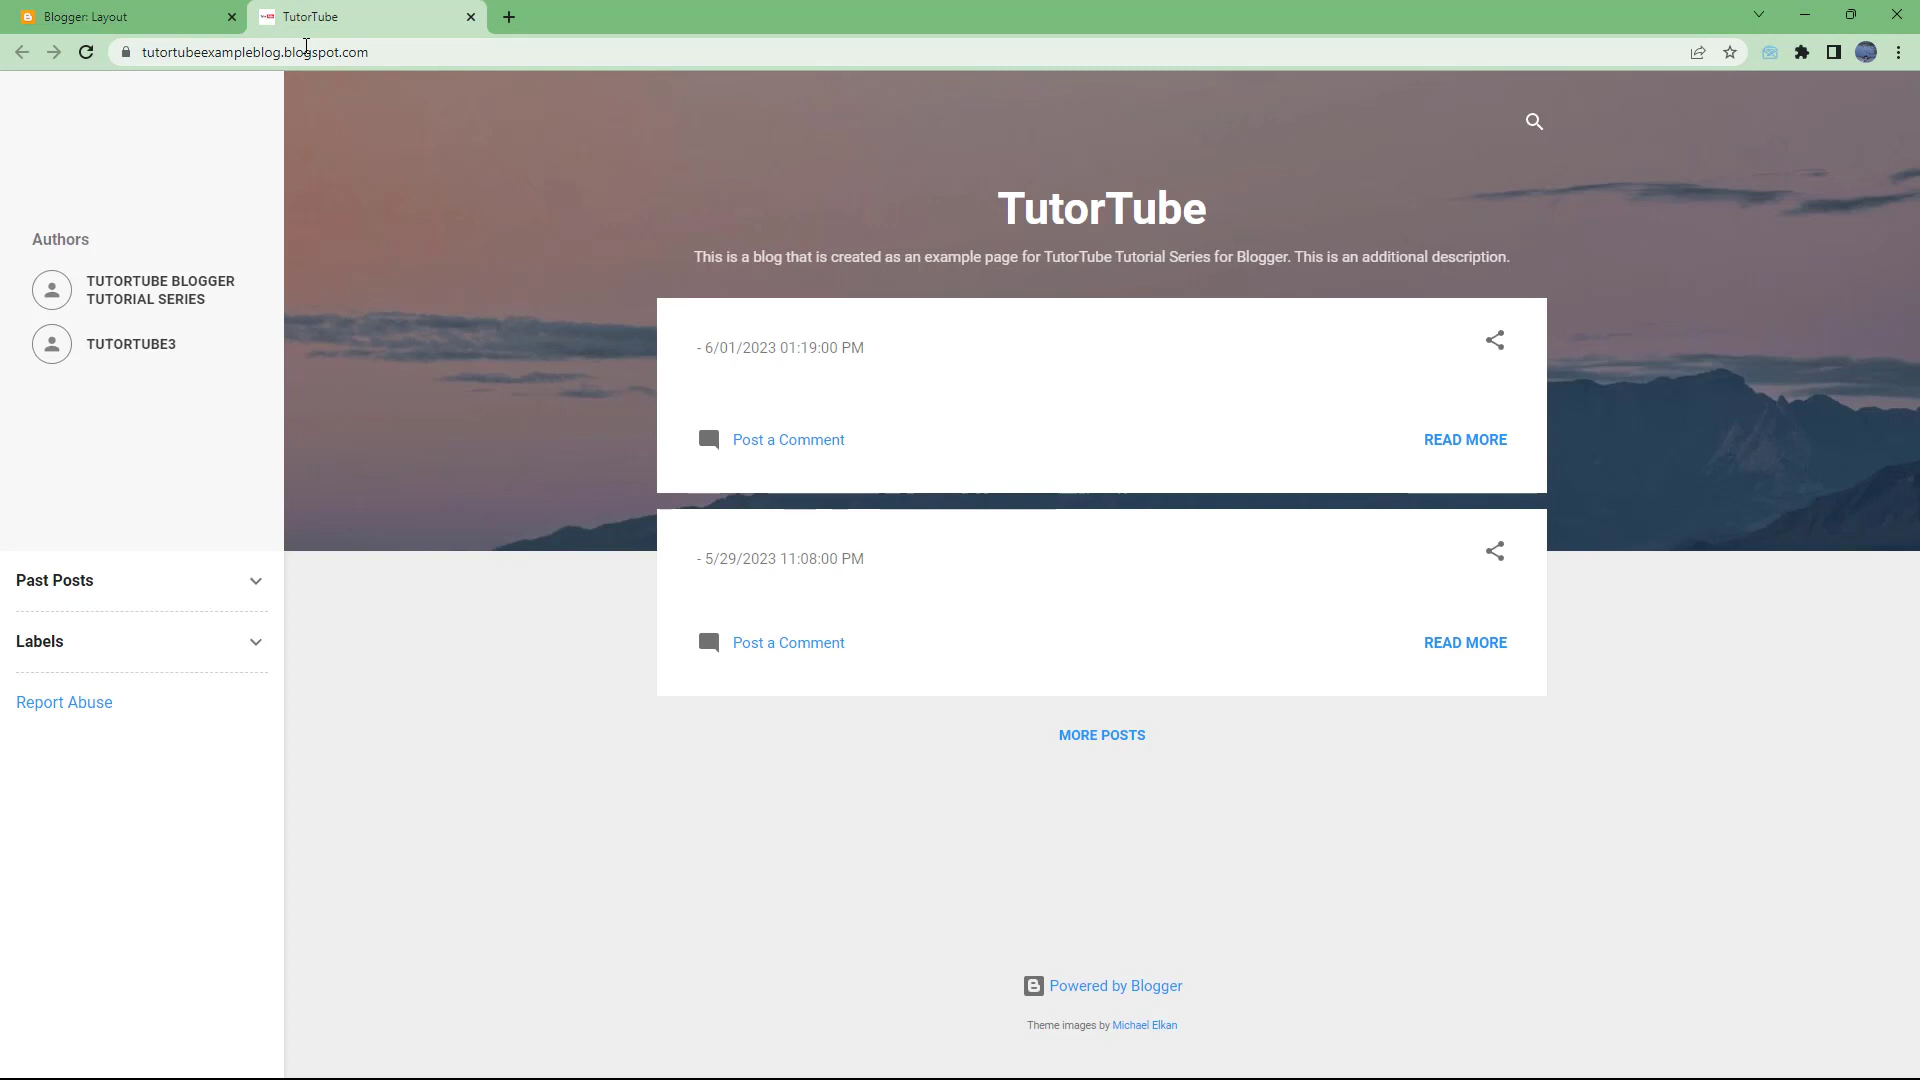 Blogger: Layout
TutorTube
tutortubeexampleblog.blogspot.com
TutorTube
This is a blog that is created as an example page for TutorTube Tutorial Series for Blogger. This is an additional description.
Authors
TUTORTUBE BLOGGER
TUTORIAL SERIES
TUTORTUBE3
- 6/01/2023 01:19:00 PM
Post a Comment
READ MORE
- 5/29/2023 11:08:00 PM
Post a Comment
READ MORE
Past Posts
Labels
Report Abuse
MORE POSTS
Powered by Blogger
Theme images by Michael Elkan